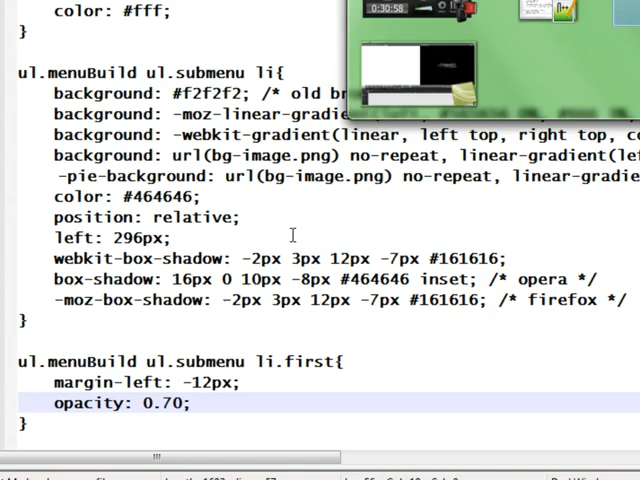 color: #fff;
}
0:30:58
ul.menuBuild ul.submenu li{
background: #f2f2f2; /* old br
background: -moz-linear-gradie
background: -webkit-gradient(linear, left top, right top, co
background: url(bg-image.png) no-repeat, linear-gradient(lef
-pie-background: url(bg-image.png) no-repeat, linear-gradie
color: #464646;
position: relative;
left: 296px;
webkit-box-shadow: -2px 3px 12px -7px #161616;
box-shadow: 16px 0 10px -8px #464646 inset; /* opera */
-moz-box-shadow: -2px 3px 12px -7px #161616; /* firefox */
}
ul.menuBuild ul.submenu li.first{
margin-left: -12px;
opacity: 0.70;
}